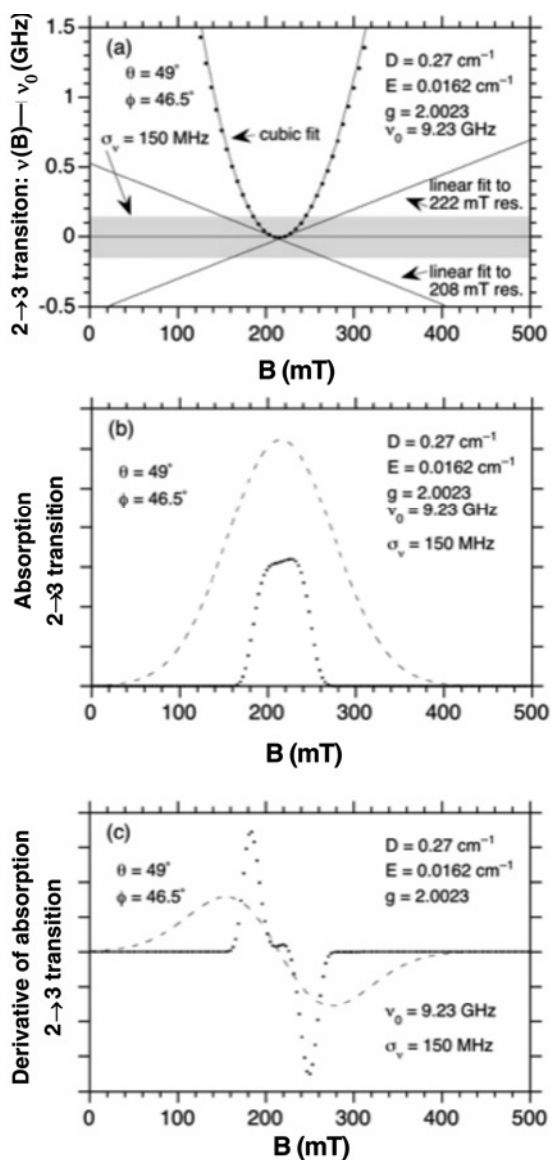 2→3 transiton: ν(B)— ν₀(GHz)
1.5
1
0.5
0
-0.5
(a)
θ = 49°
ϕ = 46.5°
σᵥ = 150 MHz
cubic fit
D = 0.27 cm⁻¹
E = 0.0162 cm⁻¹
g = 2.0023
ν₀ = 9.23 GHz
linear fit to
222 mT res.
linear fit to
208 mT res.
0 100 200 300 400 500
B (mT)
Absorption
2→3 transition
(b)
θ = 49°
ϕ = 46.5°
D = 0.27 cm⁻¹
E = 0.0162 cm⁻¹
g = 2.0023
ν₀ = 9.23 GHz
σᵥ = 150 MHz
0 100 200 300 400 500
B (mT)
Derivative of absorption
2→3 transition
(c)
θ = 49°
ϕ = 46.5°
D = 0.27 cm⁻¹
E = 0.0162 cm⁻¹
g = 2.0023
ν₀ = 9.23 GHz
σᵥ = 150 MHz
0 100 200 300 400 500
B (mT)